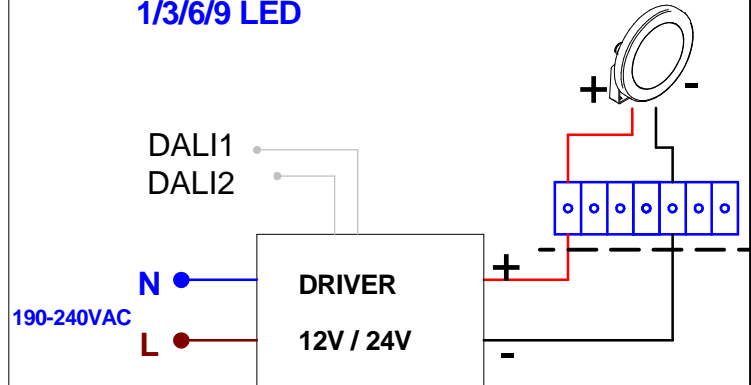 1/3/6/9 LED
+ -
DALI1
DALI2
N
190-240VAC
L
DRIVER
12V / 24V
+
-